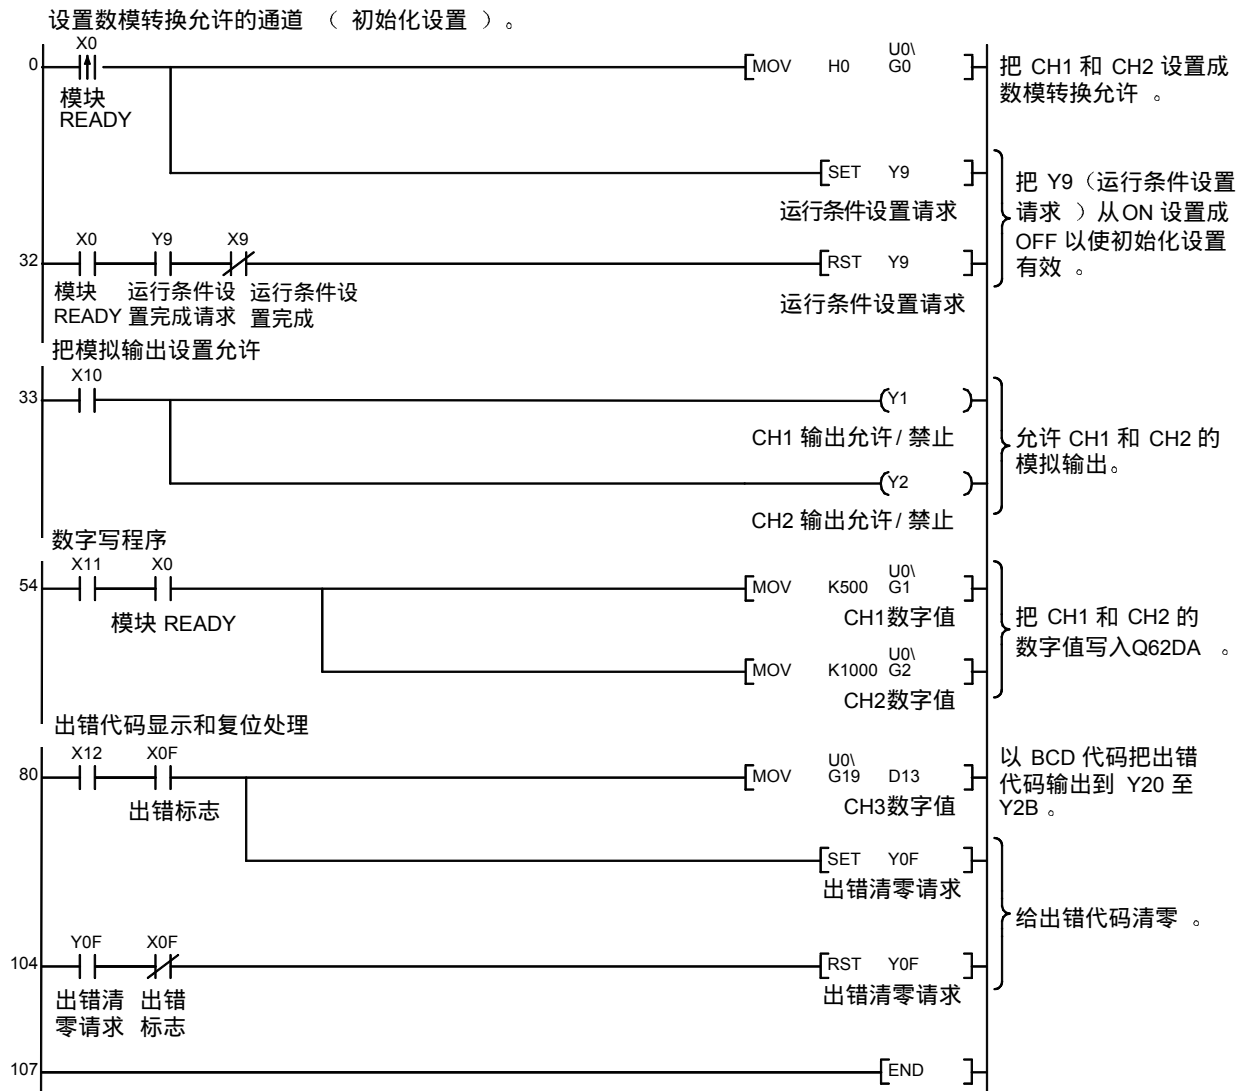 设置数模转换允许的通道 （ 初始化设置 ）。
X0
0
MOV H0 U0\G0
模块
READY
把 CH1 和 CH2 设置成
数模转换允许 。
SET Y9
运行条件设置请求
把 Y9（运行条件设置
请求 ）从ON 设置成
OFF 以使初始化设置
有效 。
X0 Y9 X9
32
RST Y9
模块
READY
运行条件设
置完成请求
运行条件设
置完成
运行条件设置请求
把模拟输出设置允许
X10
33
Y1
CH1 输出允许/ 禁止
允许 CH1 和 CH2 的
模拟输出。
Y2
CH2 输出允许/ 禁止
数字写程序
X11 X0
54
MOV K500 U0\G1
模块 READY
CH1数字值
把 CH1 和 CH2 的
数字值写入Q62DA 。
MOV K1000 U0\G2
CH2数字值
出错代码显示和复位处理
X12 X0F
80
MOV U0\G19 D13
出错标志
CH3数字值
以 BCD 代码把出错
代码输出到 Y20 至
Y2B 。
SET Y0F
出错清零请求
给出错代码清零 。
Y0F X0F
104
RST Y0F
出错清
零请求
出错
标志
出错清零请求
107
END